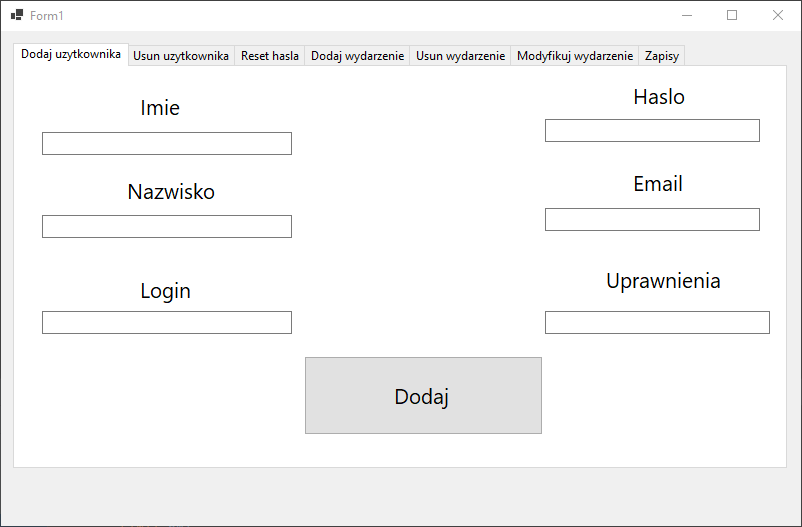 Form1
Dodaj uzytkownika Usun uzytkownika Reset hasla Dodaj wydarzenie Usun wydarzenie Modyfikuj wydarzenie Zapisy
Imie
Haslo
Nazwisko
Email
Login
Uprawnienia
Dodaj